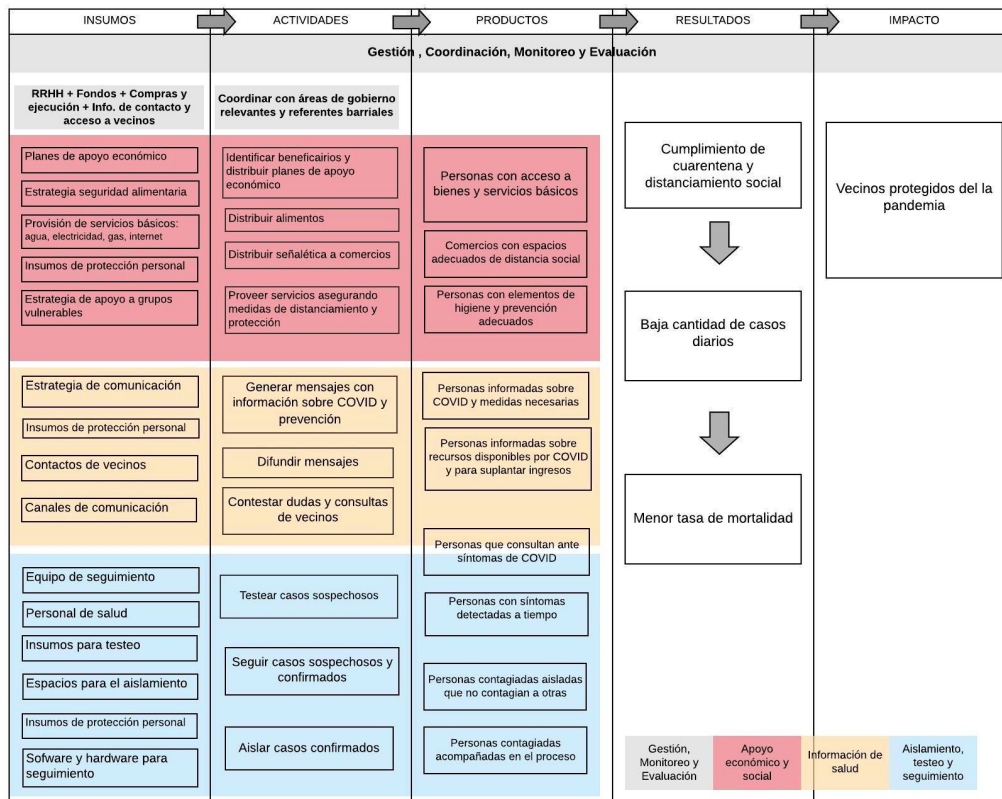 INSUMOS
ACTIVIDADES
PRODUCTOS
RESULTADOS
IMPACTO
Gestión , Coordinación, Monitoreo y Evaluación
RRHH + Fondos + Compras y
ejecución + Info. de contacto y
acceso a vecinos
Coordinar con áreas de gobierno
relevantes y referentes barriales
Planes de apoyo económico
Estrategia seguridad alimentaria
Provisión de servicios básicos:
agua, electricidad, gas, internet
Insumos de protección personal
Estrategia de apoyo a grupos
vulnerables
Identificar beneficairios y
distribuir planes de apoyo
económico
Distribuir alimentos
Distribuir señalética a comercios
Proveer servicios asegurando
medidas de distanciamiento y
protección
Personas con acceso a
bienes y servicios básicos
Comercios con espacios
adecuados de distancia social
Personas con elementos de
higiene y prevención
adecuados
Cumplimiento de
cuarentena y
distanciamiento social
Baja cantidad de casos
diarios
Menor tasa de mortalidad
Vecinos protegidos del la
pandemia
Estrategia de comunicación
Insumos de protección personal
Contactos de vecinos
Canales de comunicación
Generar mensajes con
información sobre COVID y
prevención
Difundir mensajes
Contestar dudas y consultas
de vecinos
Personas informadas sobre
COVID y medidas necesarias
Personas informadas sobre
recursos disponibles por COVID
y para suplantar ingresos
Personas que consultan ante
síntomas de COVID
Equipo de seguimiento
Personal de salud
Insumos para testeo
Espacios para el aislamiento
Insumos de protección personal
Sofware y hardware para
seguimiento
Testear casos sospechosos
Seguir casos sospechosos y
confirmados
Aislar casos confirmados
Personas con síntomas
detectadas a tiempo
Personas contagiadas aisladas
que no contagian a otras
Personas contagiadas
acompañadas en el proceso
Gestión,
Monitoreo y
Evaluación
Apoyo
económico y
social
Información de
salud
Aislamiento,
testeo y
seguimiento